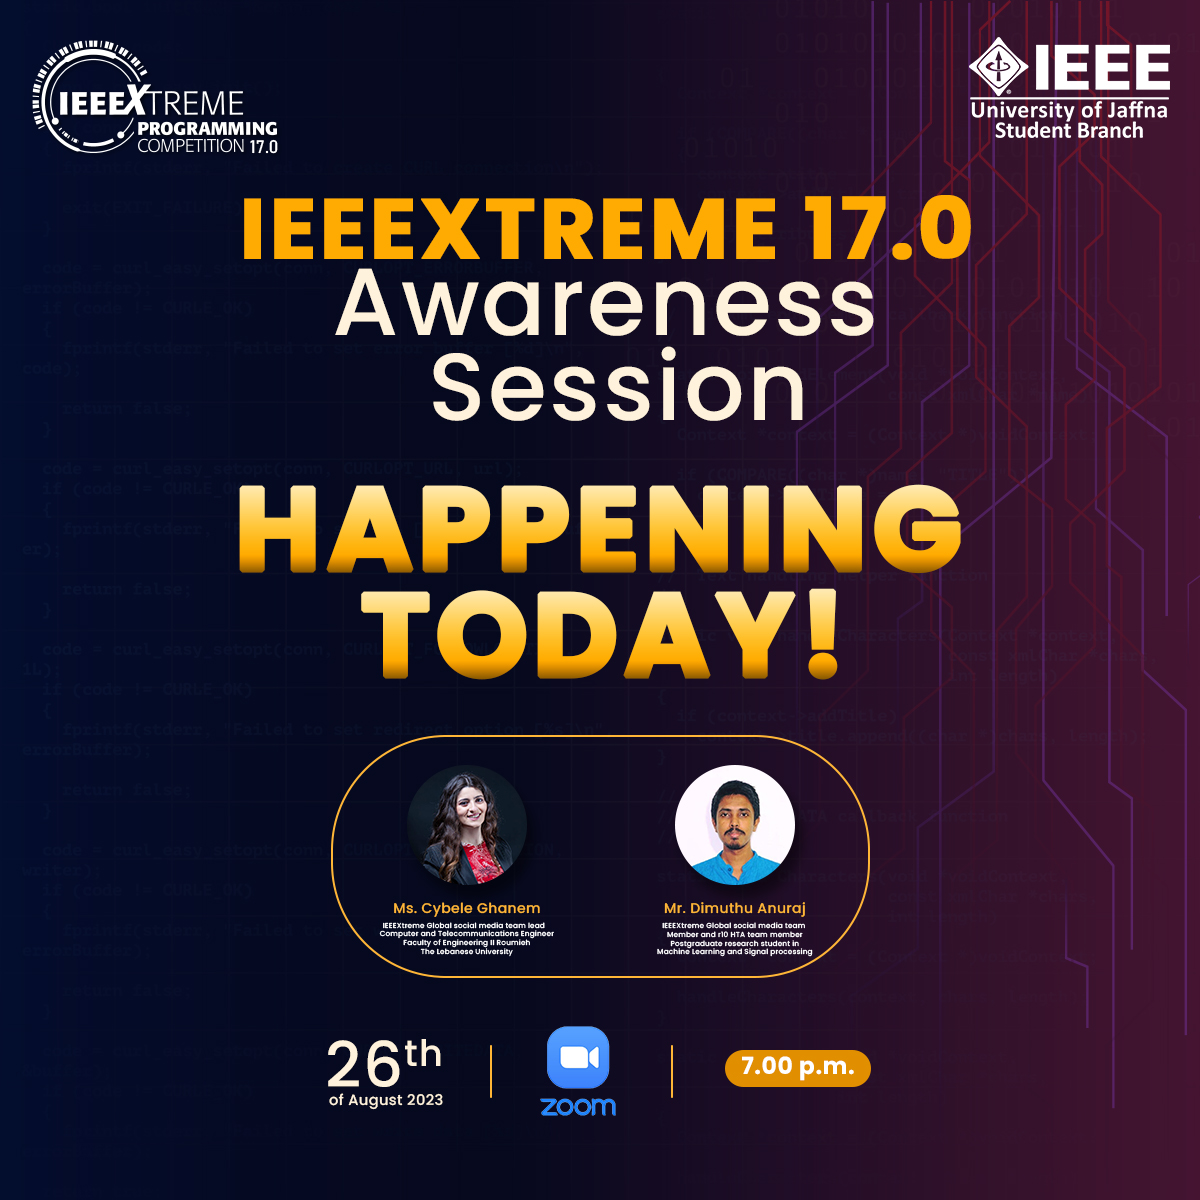 IEEEXTREME
PROGRAMMING
COMPETITION 17.0
IEEE
University of Jaffna
Student Branch
IEEEXTREME 17.0
Awareness
Session
HAPPENING
TODAY!
Ms. Cybele Ghanem
IEEEXtreme Global social media team lead
Computer and Telecommunications Engineer
Faculty of Engineering II Roumieh
The Lebanese University
Mr. Dimuthu Anuraj
IEEEXtreme Global social media team
Member and r10 HTA team member
Postgraduate research student in
Machine Learning and Signal processing
26th
of August 2023
zoom
7.00 p.m.